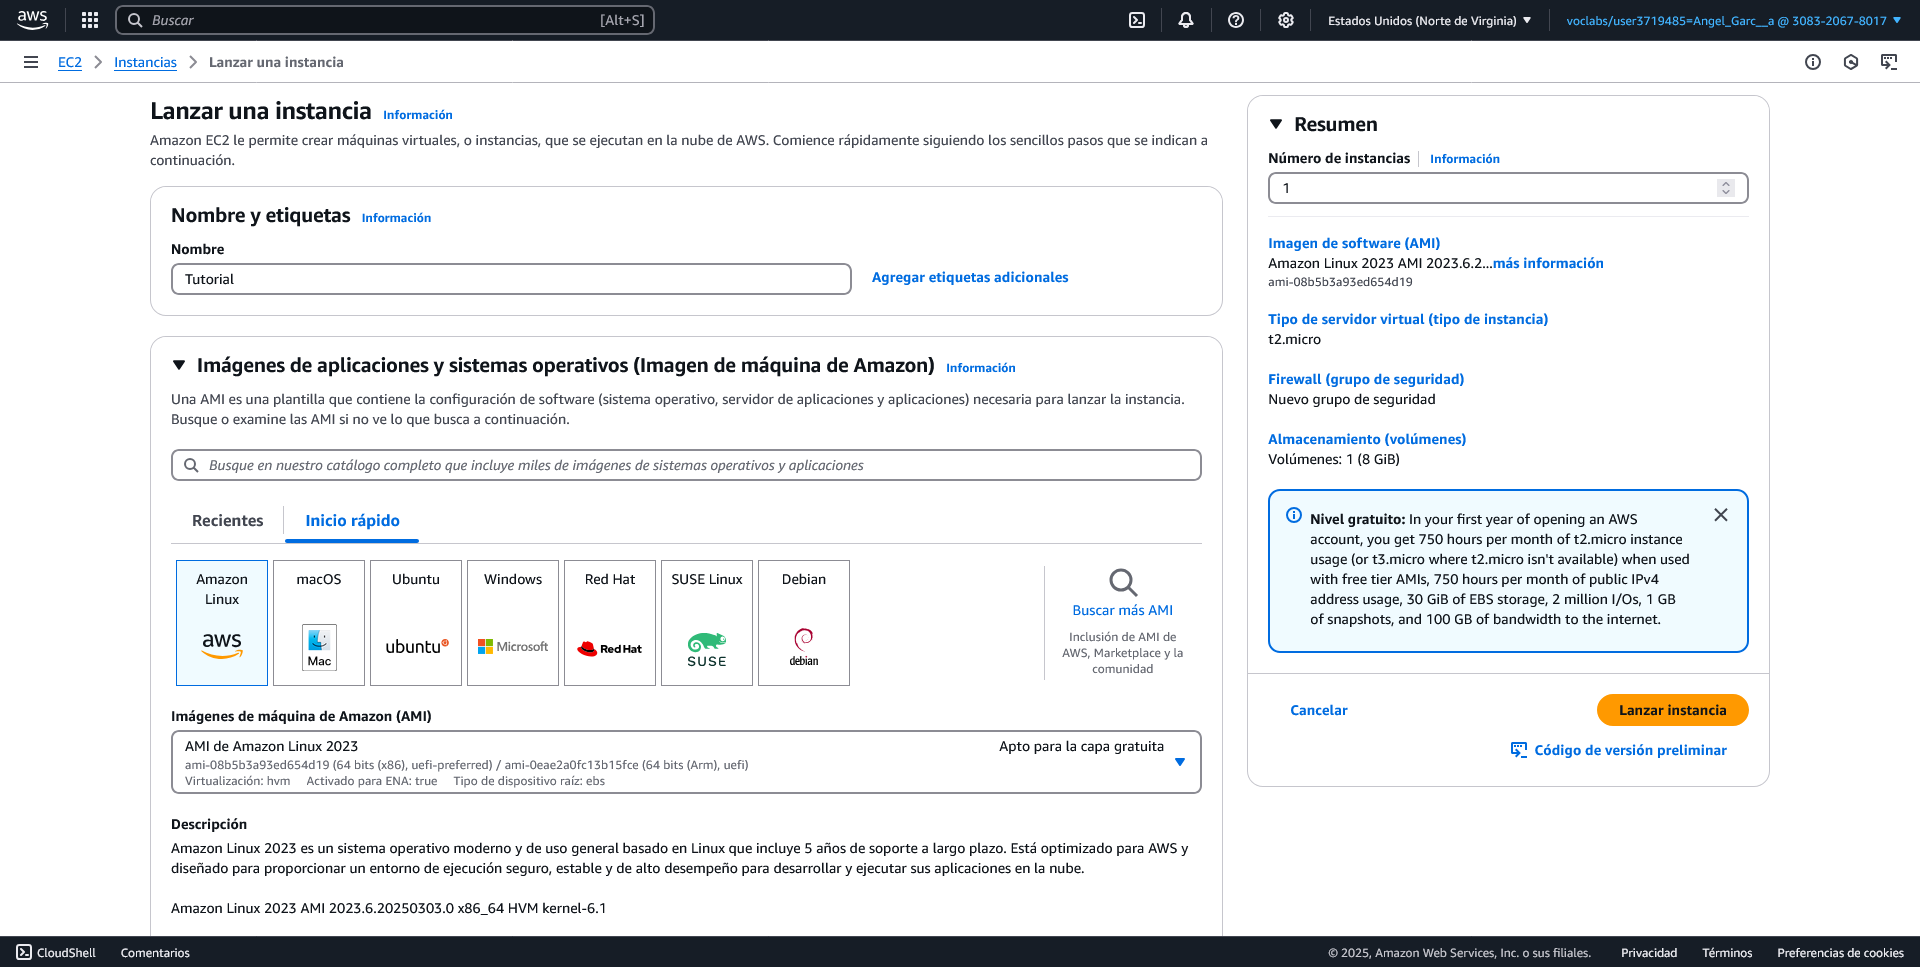 aws
Buscar [Alt+S]
Estados Unidos (Norte de Virginia)
voclabs/user3719485=Angel_Garc__a @ 3083-2067-8017
EC2 Instancias Lanzar una instancia
Lanzar una instancia Información
Amazon EC2 le permite crear máquinas virtuales, o instancias, que se ejecutan en la nube de AWS. Comience rápidamente siguiendo los sencillos pasos que se indican a
continuación.
Nombre y etiquetas Información
Nombre
Tutorial
Agregar etiquetas adicionales
Imágenes de aplicaciones y sistemas operativos (Imagen de máquina de Amazon) Información
Una AMI es una plantilla que contiene la configuración de software (sistema operativo, servidor de aplicaciones y aplicaciones) necesaria para lanzar la instancia.
Busque o examine las AMI si no ve lo que busca a continuación.
Busque en nuestro catálogo completo que incluye miles de imágenes de sistemas operativos y aplicaciones
Recientes Inicio rápido
Amazon
Linux
aws
macOS
Mac
Ubuntu
ubuntu
Windows
Microsoft
Red Hat
Red Hat
SUSE Linux
SUSE
Debian
debian
Buscar más AMI
Inclusión de AMI de
AWS, Marketplace y la
comunidad
Imágenes de máquina de Amazon (AMI)
AMI de Amazon Linux 2023 Apto para la capa gratuita
ami-08b5b3a93ed654d19 (64 bits (x86), uefi-preferred) / ami-0eae2a0fc13b15fce (64 bits (Arm), uefi)
Virtualización: hvm Activado para ENA: true Tipo de dispositivo raíz: ebs
Descripción
Amazon Linux 2023 es un sistema operativo moderno y de uso general basado en Linux que incluye 5 años de soporte a largo plazo. Está optimizado para AWS y
diseñado para proporcionar un entorno de ejecución seguro, estable y de alto desempeño para desarrollar y ejecutar sus aplicaciones en la nube.
Amazon Linux 2023 AMI 2023.6.20250303.0 x86_64 HVM kernel-6.1
Resumen
Número de instancias Información
1
Imagen de software (AMI)
Amazon Linux 2023 AMI 2023.6.2...más información
ami-08b5b3a93ed654d19
Tipo de servidor virtual (tipo de instancia)
t2.micro
Firewall (grupo de seguridad)
Nuevo grupo de seguridad
Almacenamiento (volúmenes)
Volúmenes: 1 (8 GiB)
Nivel gratuito: In your first year of opening an AWS
account, you get 750 hours per month of t2.micro instance
usage (or t3.micro where t2.micro isn't available) when used
with free tier AMIs, 750 hours per month of public IPv4
address usage, 30 GiB of EBS storage, 2 million I/Os, 1 GB
of snapshots, and 100 GB of bandwidth to the internet.
Cancelar Lanzar instancia
Código de versión preliminar
CloudShell Comentarios
© 2025, Amazon Web Services, Inc. o sus filiales. Privacidad Términos Preferencias de cookies